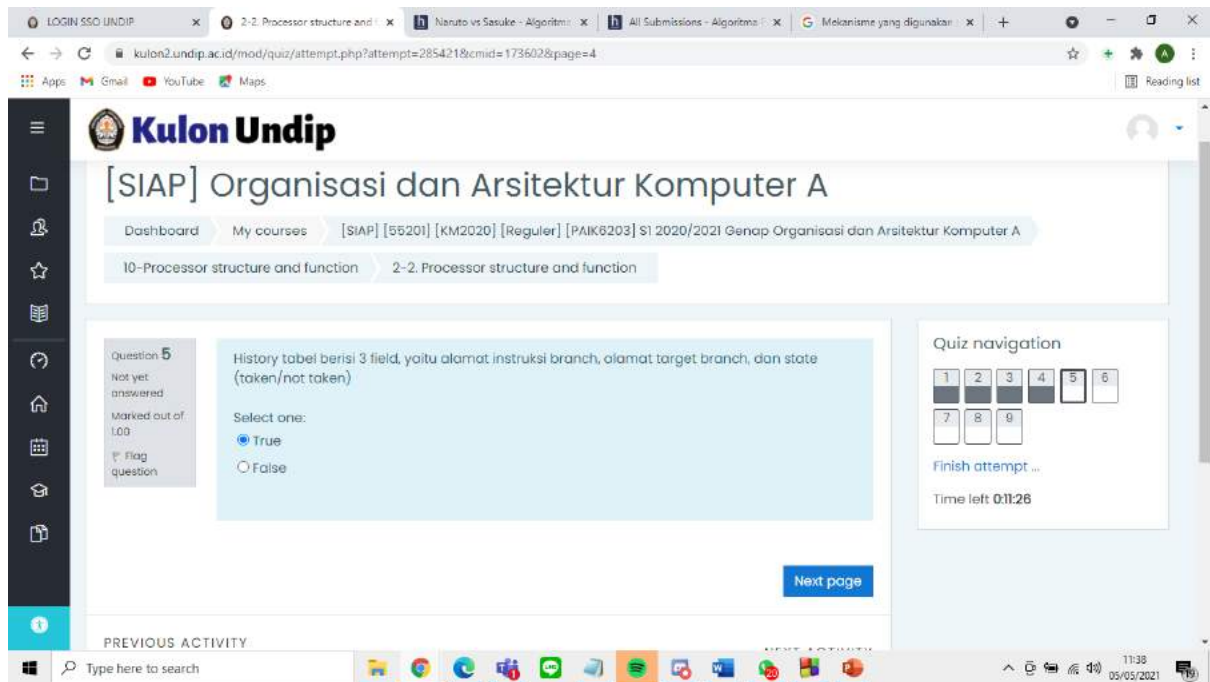 LOGIN SSO UNDIP
2-2. Processor structure and f
Naruto vs Sasuke - Algoritma
All Submissions - Algoritma
Mekanisme yang digunakan
kulon2.undip.ac.id/mod/quiz/attempt.php?attempt=285421&cmid=173602&page=4
Apps Gmail YouTube Maps
Reading list
Kulon Undip
[SIAP] Organisasi dan Arsitektur Komputer A
Dashboard My courses [SIAP] [55201] [KM2020] [Reguler] [PAIK6203] S1 2020/2021 Genap Organisasi dan Arsitektur Komputer A
10-Processor structure and function 2-2. Processor structure and function
Question 5
Not yet
answered
Marked out of
1.00
Flag
question
History tabel berisi 3 field, yaitu alamat instruksi branch, alamat target branch, dan state
(taken/not taken)
Select one:
True
False
Quiz navigation
1 2 3 4 5 6
7 8 9
Finish attempt ...
Time left 0:11:26
Next page
PREVIOUS ACTIVITY
NEXT ACTIVITY
Type here to search
11:38
05/05/2021